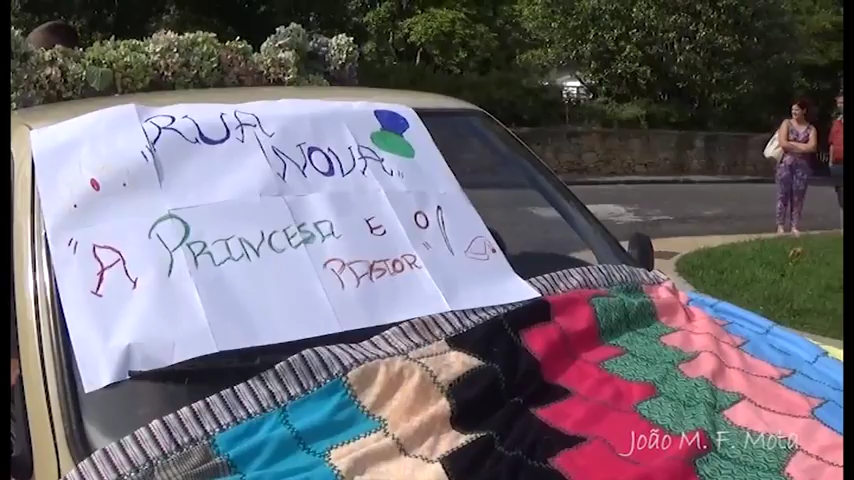 "RUA NOVA"
"A PRINCESA E O
PASTOR"
João M. F. Mota